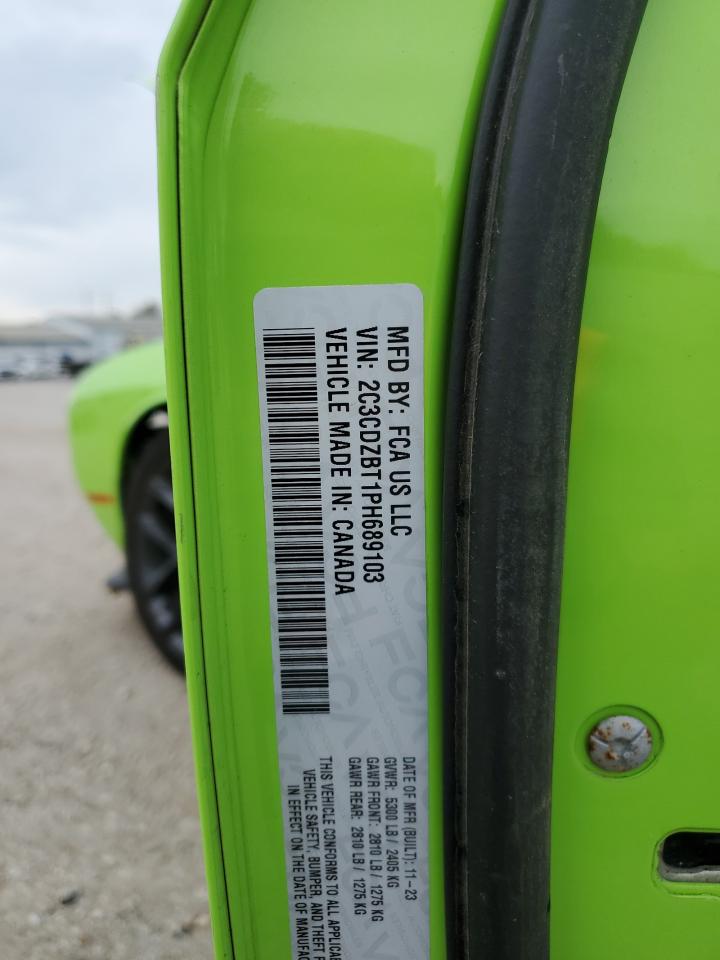 MFD BY: FCA US LLC
VIN: 2C3CDZBT1PH689103
VEHICLE MADE IN: CANADA
DATE OF MFR (BUILT): 11-23
GVWR: 5300 LB / 2405 KG
GAWR FRONT: 2810 LB / 1275 KG
GAWR REAR: 2810 LB / 1275 KG
THIS VEHICLE CONFORMS TO ALL APPLICAB
VEHICLE SAFETY, BUMPER, AND THEFT
IN EFFECT ON THE DATE OF MANUFAC